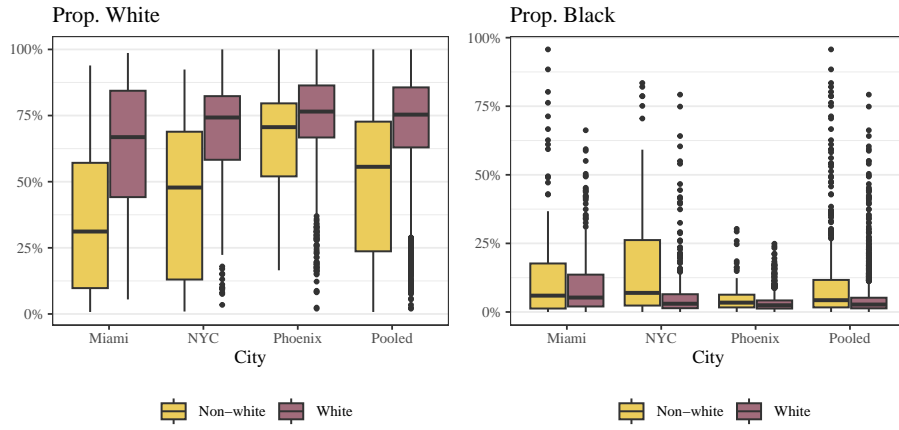 Prop. White
100%
75%
50%
25%
0%
Miami
NYC
Phoenix
Pooled
City
Non-white
White
Prop. Black
100%
75%
50%
25%
0%
Miami
NYC
Phoenix
Pooled
City
Non-white
White